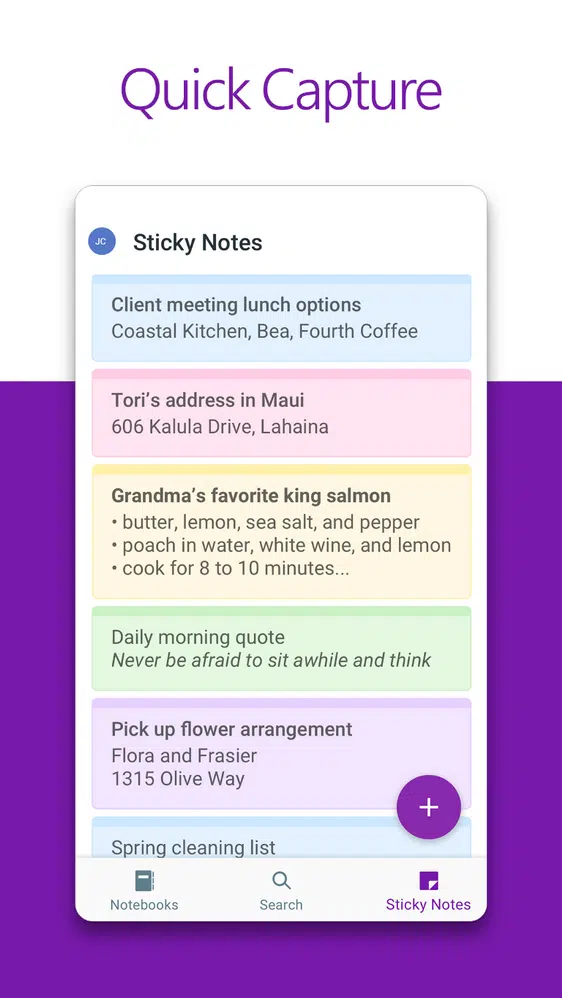 Quick Capture
JC
Sticky Notes
Client meeting lunch options
Coastal Kitchen, Bea, Fourth Coffee
Tori’s address in Maui
606 Kalula Drive, Lahaina
Grandma’s favorite king salmon
• butter, lemon, sea salt, and pepper
• poach in water, white wine, and lemon
• cook for 8 to 10 minutes...
Daily morning quote
Never be afraid to sit awhile and think
Pick up flower arrangement
Flora and Frasier
1315 Olive Way
+
Spring cleaning list
Notebooks
Search
Sticky Notes